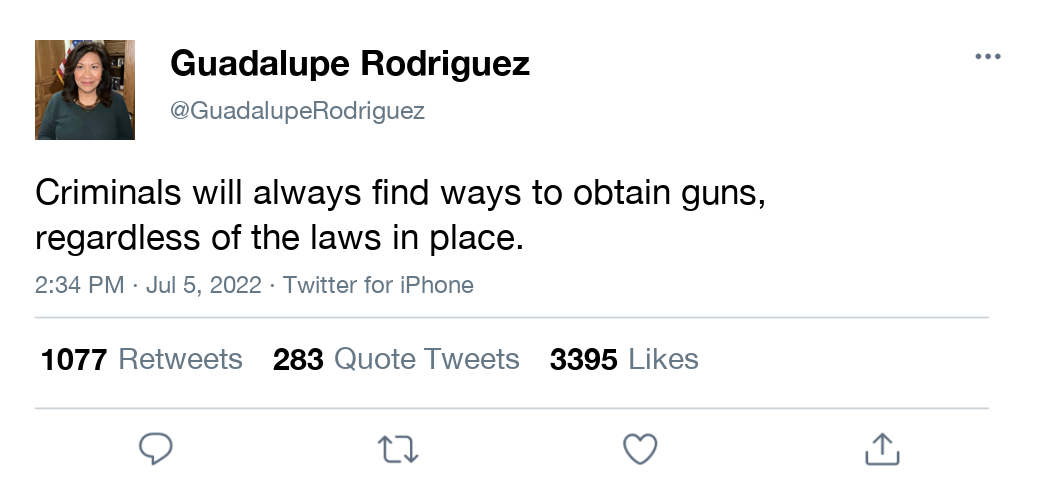 Guadalupe Rodriguez
@GuadalupeRodriguez
Criminals will always find ways to obtain guns,
regardless of the laws in place.
2:34 PM · Jul 5, 2022 · Twitter for iPhone
1077 Retweets 283 Quote Tweets 3395 Likes